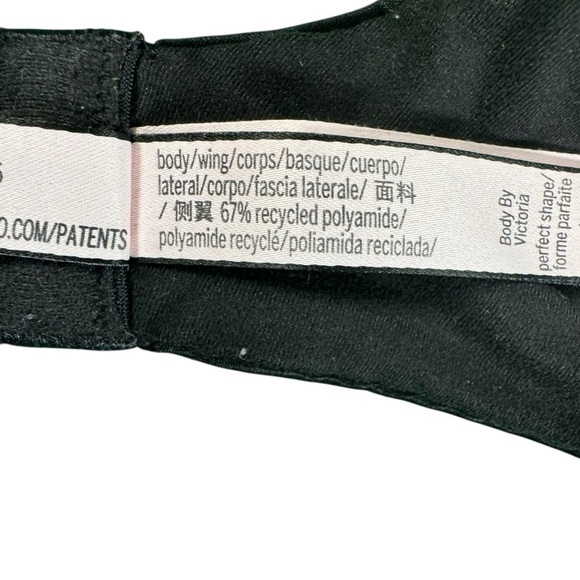 O.COM/PATENTS
body/wing/corps/basque/cuerpo/
lateral/corpo/fascia laterale/ 面料
/ 侧翼 67% recycled polyamide/
polyamide recyclé/poliamida reciclada/
Body By
Victoria
perfect shape/
forme parfaite